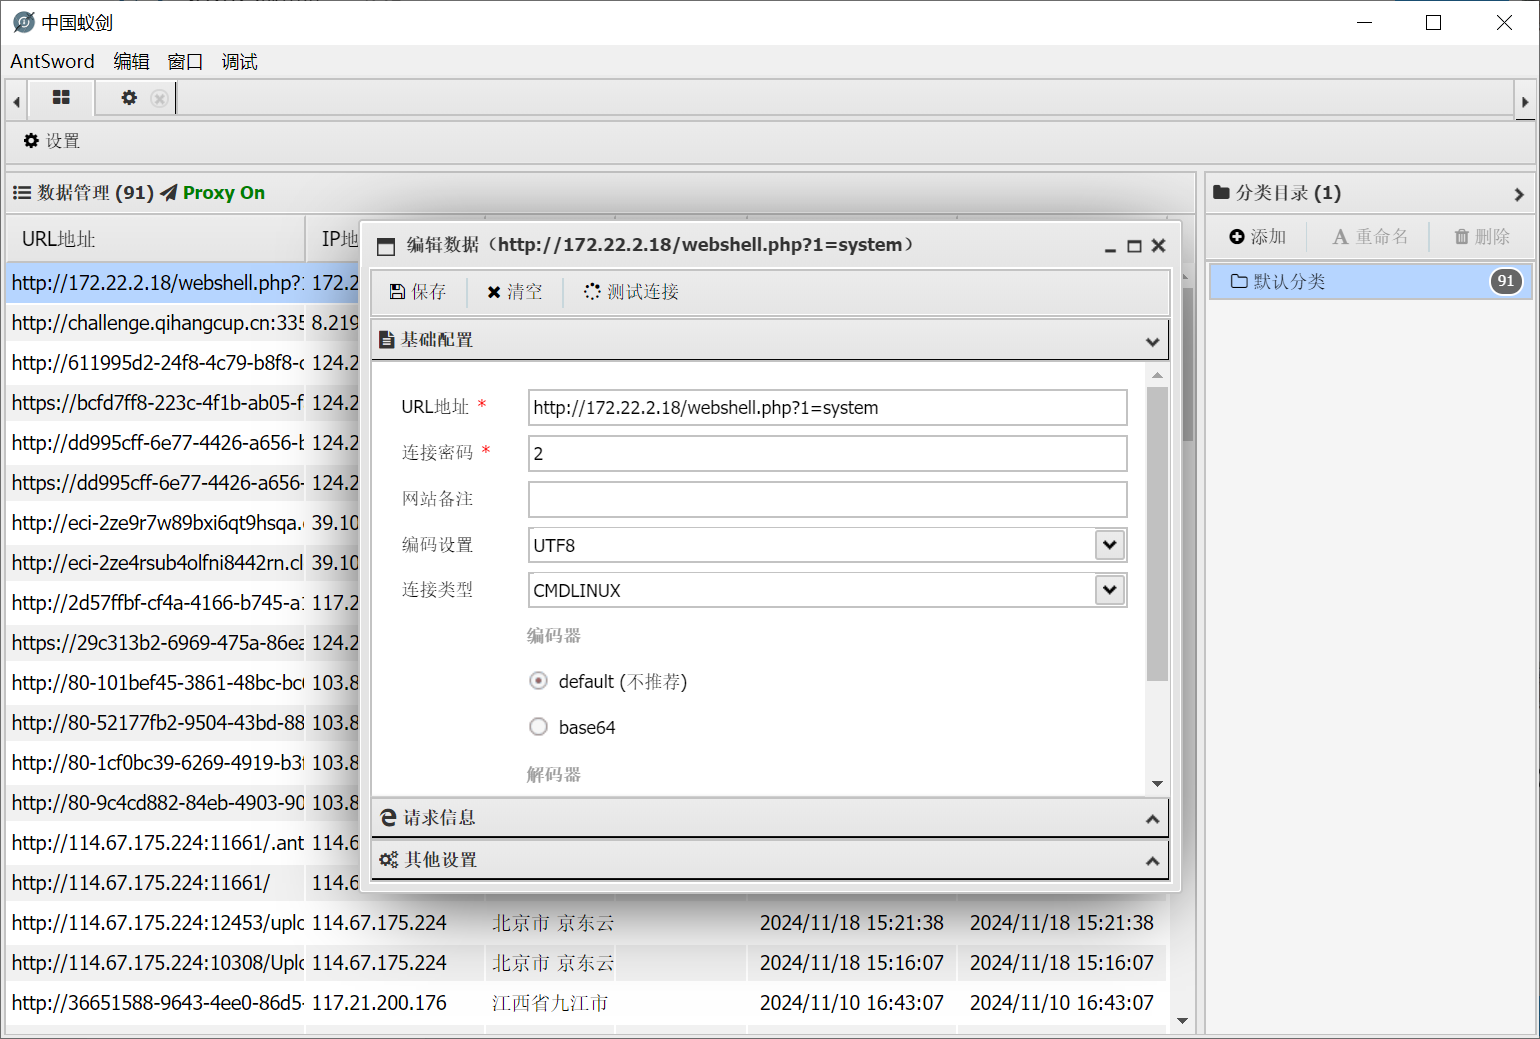 中国蚁剑
AntSword 编辑 窗口 调试
设置
数据管理 (91) Proxy On
分类目录 (1)
URL地址
IP地
添加 重命名 删除
默认分类 91
http://172.22.2.18/webshell.php?1 172.2
http://challenge.qihangcup.cn:335 8.219
http://611995d2-24f8-4c79-b8f8-c 124.2
https://bcfd7ff8-223c-4f1b-ab05-f 124.2
http://dd995cff-6e77-4426-a656-b 124.2
https://dd995cff-6e77-4426-a656- 124.2
http://eci-2ze9r7w89bxi6qt9hsqa. 39.10
http://eci-2ze4rsub4olfni8442rn.cl 39.10
http://2d57ffbf-cf4a-4166-b745-a1 117.2
https://29c313b2-6969-475a-86ea 124.2
http://80-101bef45-3861-48bc-bc6 103.8
http://80-52177fb2-9504-43bd-88 103.8
http://80-1cf0bc39-6269-4919-b3f 103.8
http://80-9c4cd882-84eb-4903-90 103.8
http://114.67.175.224:11661/.ant 114.6
http://114.67.175.224:11661/ 114.6
http://114.67.175.224:12453/uplo 114.67.175.224 北京市 京东云 2024/11/18 15:21:38 2024/11/18 15:21:38
http://114.67.175.224:10308/Uplo 114.67.175.224 北京市 京东云 2024/11/18 15:16:07 2024/11/18 15:16:07
http://36651588-9643-4ee0-86d5- 117.21.200.176 江西省九江市 2024/11/10 16:43:07 2024/11/10 16:43:07
编辑数据（http://172.22.2.18/webshell.php?1=system）
保存 清空 测试连接
基础配置
URL地址 * http://172.22.2.18/webshell.php?1=system
连接密码 * 2
网站备注
编码设置 UTF8
连接类型 CMDLINUX
编码器
default (不推荐)
base64
解码器
请求信息
其他设置